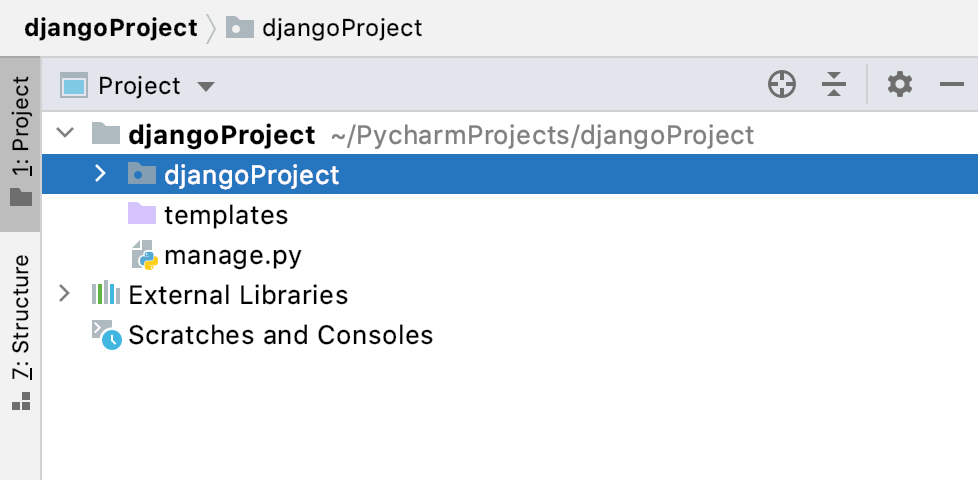 djangoProject djangoProject
Project
1: Project
djangoProject ~/PycharmProjects/djangoProject
djangoProject
templates
manage.py
External Libraries
Scratches and Consoles
7: Structure